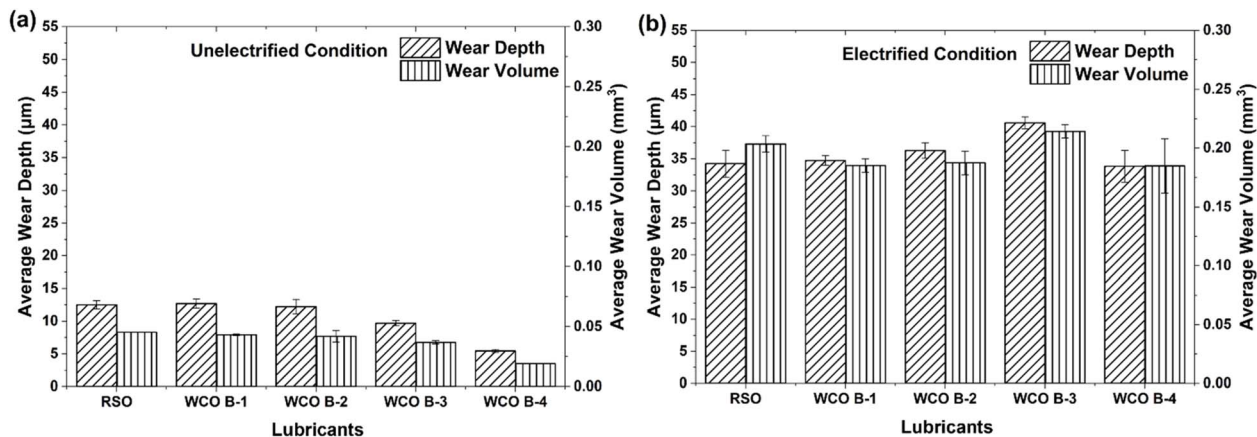 (a)
Unelectrified Condition
Wear Depth
Wear Volume
Average Wear Depth (μm)
55
50
45
40
35
30
25
20
15
10
5
0
0.30
0.25
0.20
0.15
0.10
0.05
0.00
Average Wear Volume (mm³)
RSO WCO B-1 WCO B-2 WCO B-3 WCO B-4
Lubricants
(b)
Electrified Condition
Wear Depth
Wear Volume
Average Wear Depth (μm)
55
50
45
40
35
30
25
20
15
10
5
0
0.30
0.25
0.20
0.15
0.10
0.05
0.00
Average Wear Volume (mm³)
RSO WCO B-1 WCO B-2 WCO B-3 WCO B-4
Lubricants